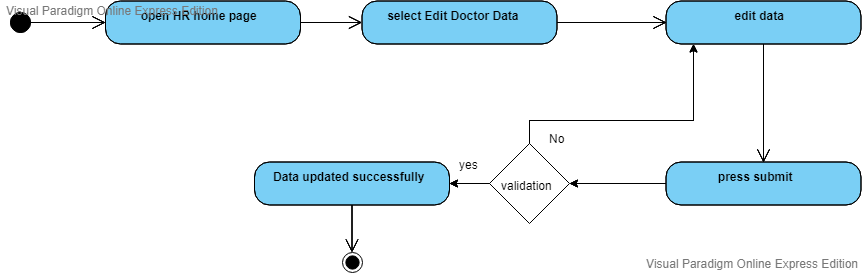 Visual Paradigm Online Express Edition
open HR home page
select Edit Doctor Data
edit data
No
yes
Data updated successfully
validation
press submit
Visual Paradigm Online Express Edition